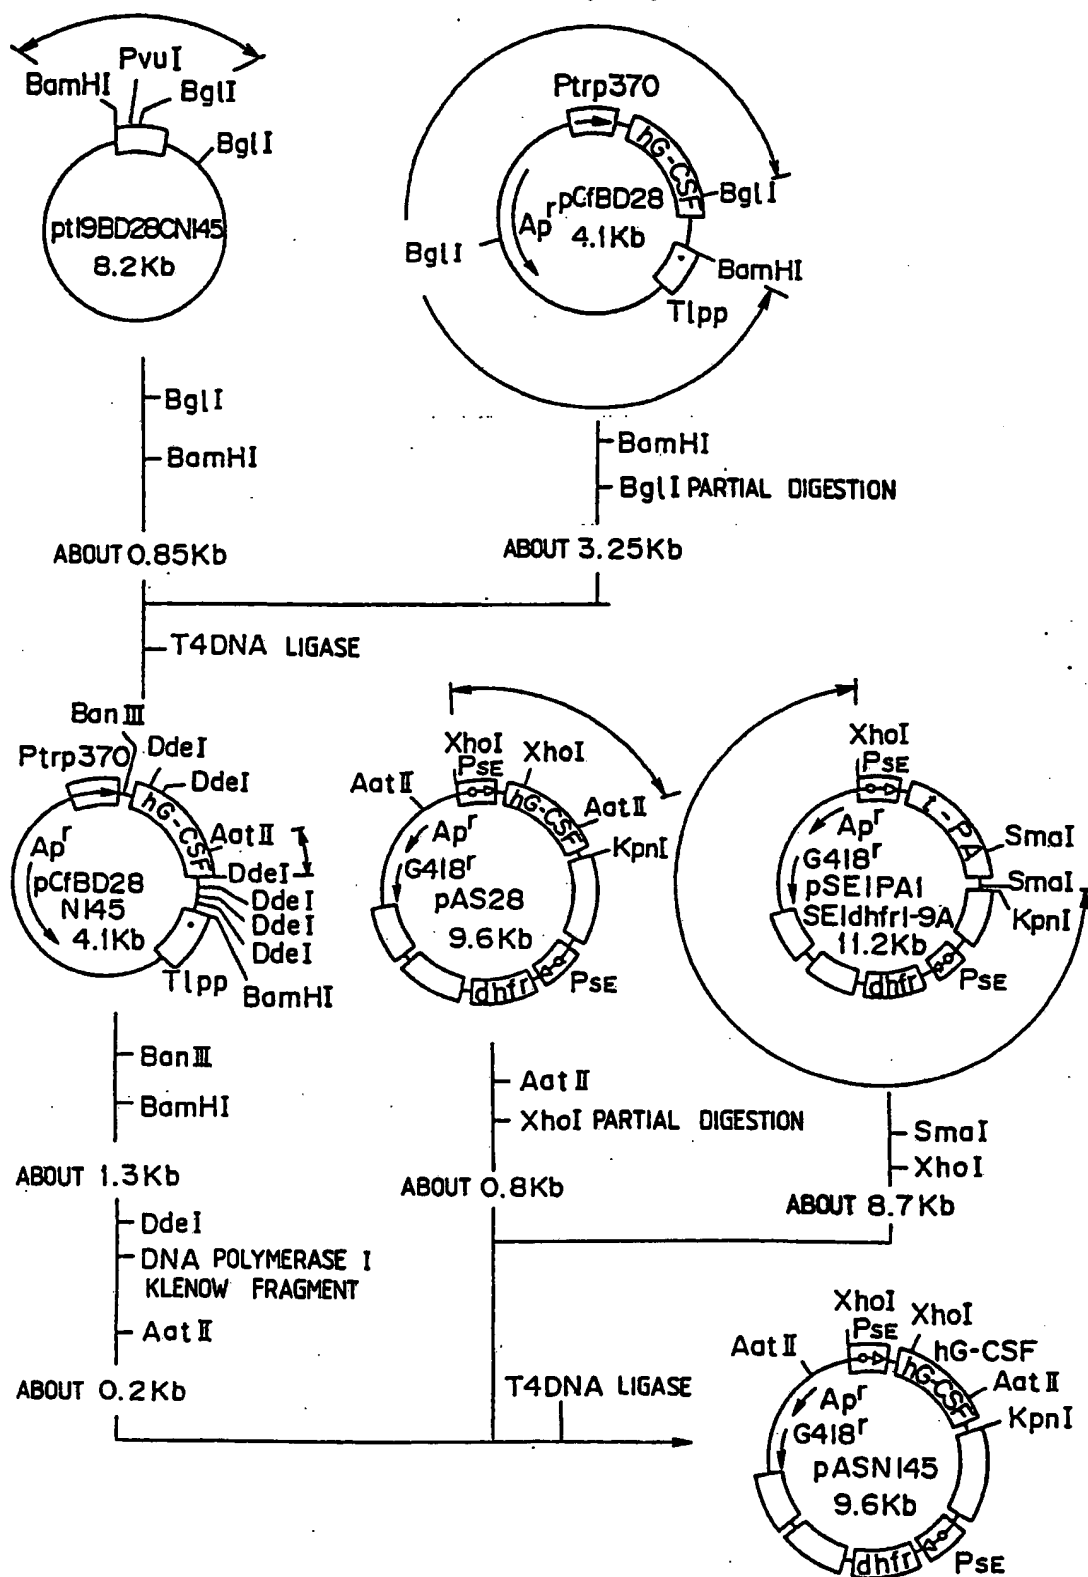 PvuI
BamHI
BglI
BglI
pt19BD28CN145
8.2Kb
BglI
BamHI
ABOUT 0.85Kb
Ptrp370
hG-CSF
BglI
pCfBD28
4.1Kb
Apr
BglI
BamHI
Tlpp
BamHI
BglI PARTIAL DIGESTION
ABOUT 3.25Kb
T4DNA LIGASE
BanIII
Ptrp370
DdeI
DdeI
hG-CSF
AatII
Apr
DdeI
pCfBD28
N145
4.1Kb
DdeI
DdeI
DdeI
Tlpp
BamHI
XhoI
PSE
XhoI
AatII
hG-CSF
AatII
KpnI
Apr
G418r
pAS28
9.6Kb
dhfr
PSE
XhoI
PSE
t-PA
SmaI
Apr
G418r
SmaI
KpnI
pSE1PA1
SE1dhfr1-9A
11.2Kb
dhfr
PSE
BanIII
BamHI
ABOUT 1.3Kb
DdeI
DNA POLYMERASE I
KLENOW FRAGMENT
AatII
ABOUT 0.2Kb
AatII
XhoI PARTIAL DIGESTION
ABOUT 0.8Kb
SmaI
XhoI
ABOUT 8.7Kb
T4DNA LIGASE
XhoI
PSE
XhoI
hG-CSF
AatII
hG-CSF
AatII
KpnI
Apr
G418r
pASN145
9.6Kb
dhfr
PSE